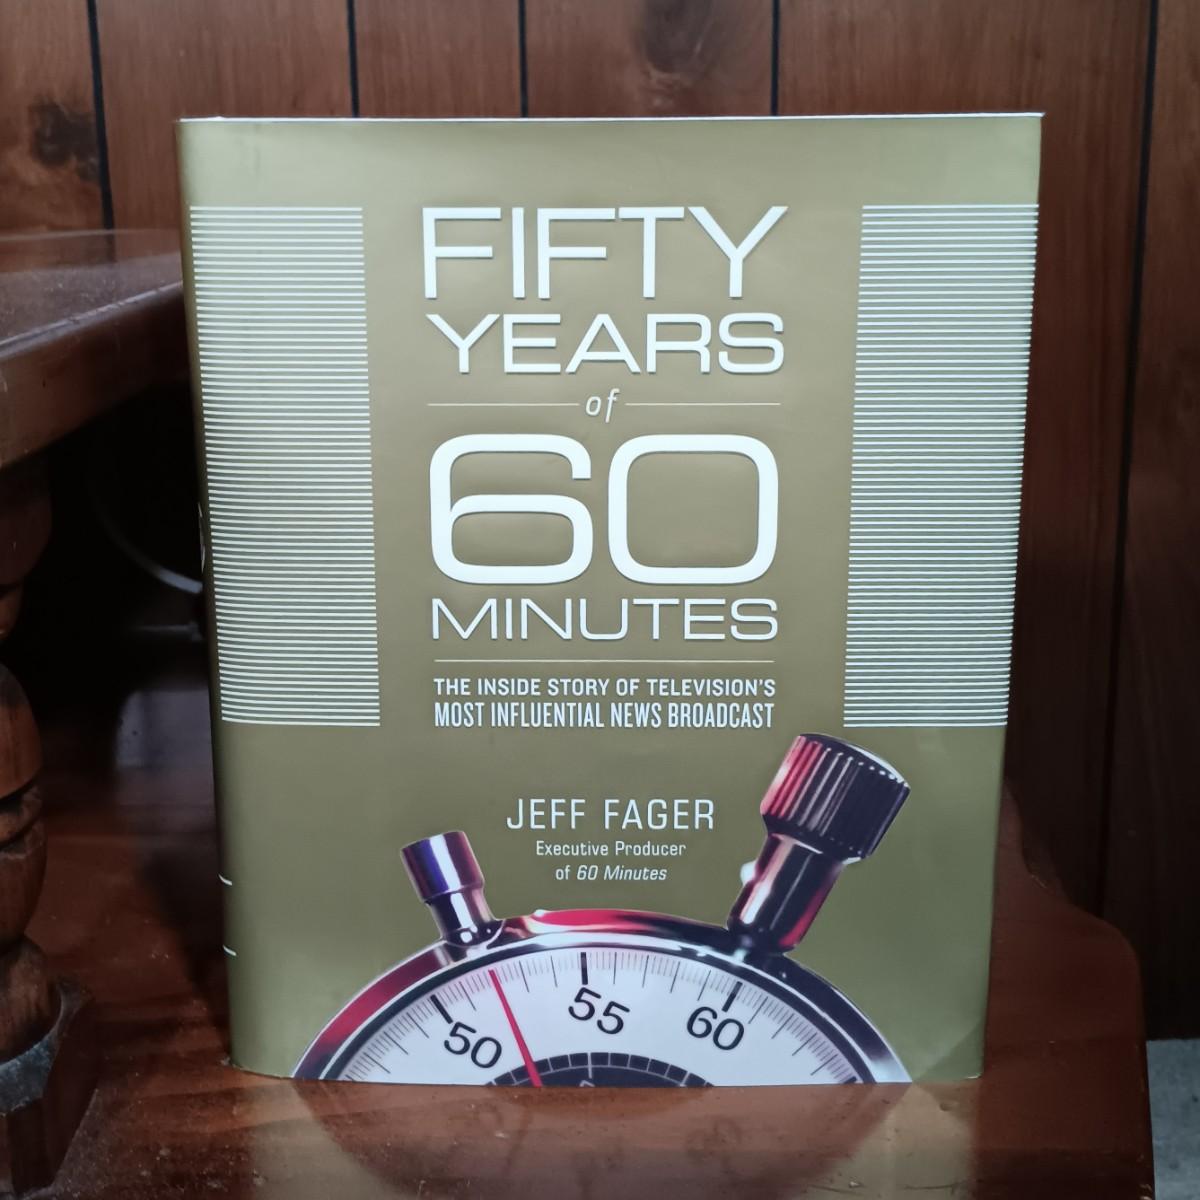 FIFTY
YEARS
of
60
MINUTES
THE INSIDE STORY OF TELEVISION'S
MOST INFLUENTIAL NEWS BROADCAST
JEFF FAGER
Executive Producer
of 60 Minutes
50
55
60